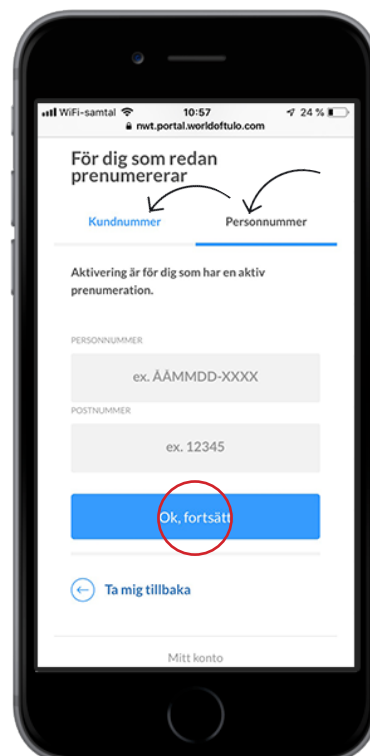 WiFi-samtal 10:57 24 %
nwt.portal.worldoftulo.com
För dig som redan
prenumererar
Kundnummer Personnummer
Aktivering är för dig som har en aktiv
prenumeration.
PERSONNUMMER
ex. ÅÅMMDD-XXXX
POSTNUMMER
ex. 12345
Ok, fortsätt
Ta mig tillbaka
Mitt konto